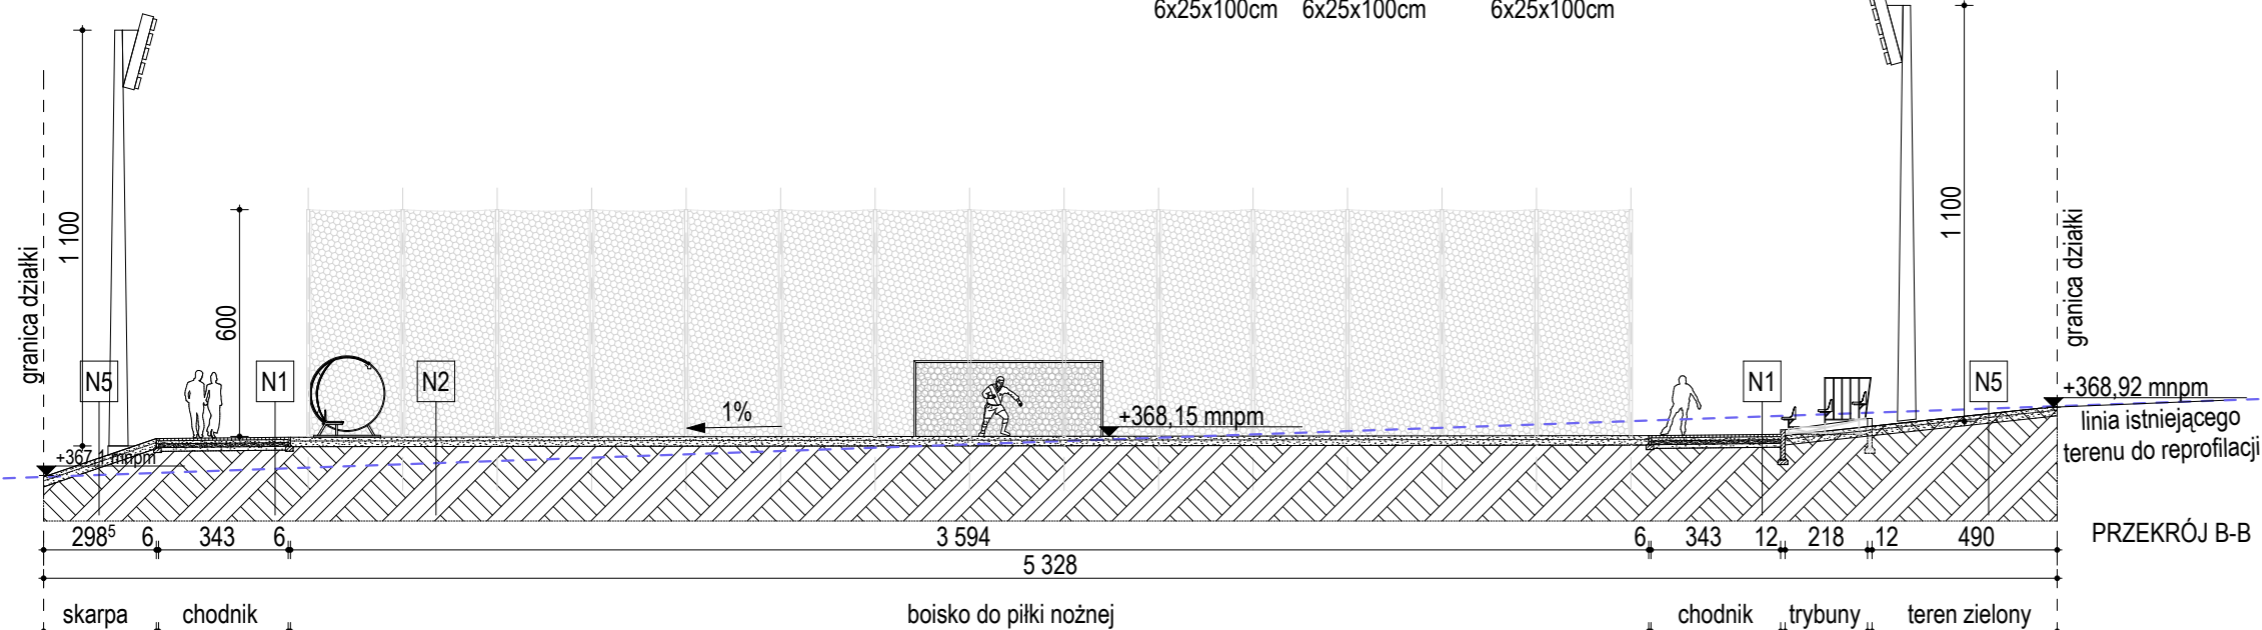 6x25x100cm 6x25x100cm 6x25x100cm
1 100
1 100
granica działki
granica działki
600
N5
N1
N2
N1
N5
1%
+368,15 mnpm
+368,92 mnpm
linia istniejącego
terenu do reprofilacji
+367,1 mnpm
298⁵ 6 343 6 3 594 6 343 12 218 12 490
PRZEKRÓJ B-B
5 328
skarpa chodnik boisko do piłki nożnej chodnik trybuny teren zielony